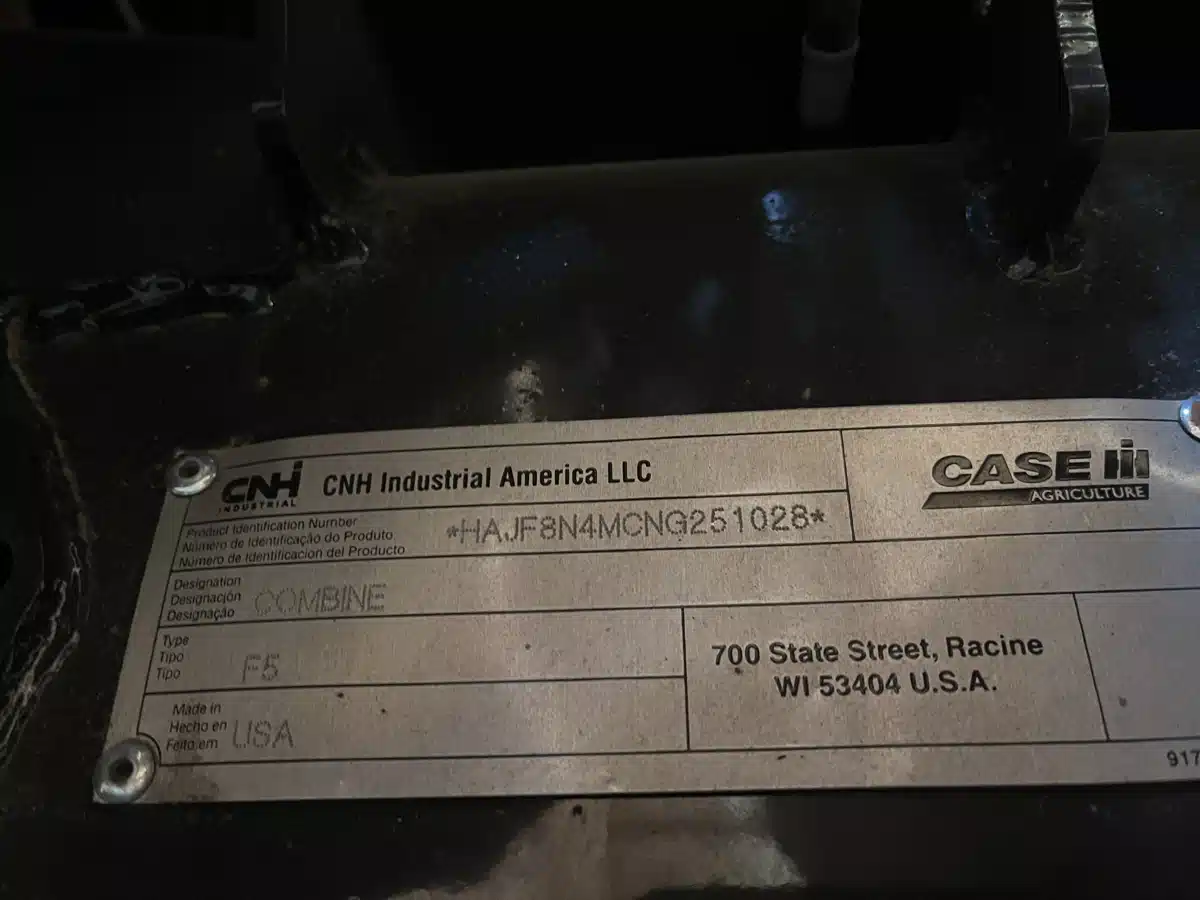 CNH
INDUSTRIAL
CNH Industrial America LLC
CASE IH
AGRICULTURE
Product Identification Number
Número de Identificação do Produto
Número de Identificacion del Producto
*HAJF8N4MCNG251028*
Designation
Designación
Designação
COMBINE
Type
Tipo
Tipo
F5
700 State Street, Racine
WI 53404 U.S.A.
Made in
Hecho en
Feito em
USA
917